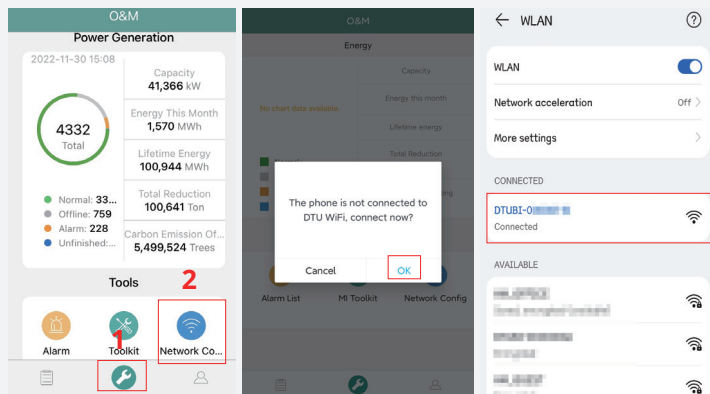 O&M
Power Generation
2022-11-30 15:08
Capacity
41,366 kW
4332
Total
Energy This Month
1,570 MWh
Lifetime Energy
100,944 MWh
Normal: 33...
Offline: 759
Alarm: 228
Unfinished:...
Total Reduction
100,641 Ton
Carbon Emission Of...
5,499,524 Trees
Tools
2
Alarm
Toolkit
Network Co...
1
O&M
Energy
No chart data available.
Capacity
Energy this month
Lifetime energy
Total Reduction
The phone is not connected to
DTU WiFi, connect now?
Cancel
OK
Alarm List
MI Toolkit
Network Config
WLAN
WLAN
Network acceleration
Off
More settings
CONNECTED
DTUBI-0
Connected
AVAILABLE